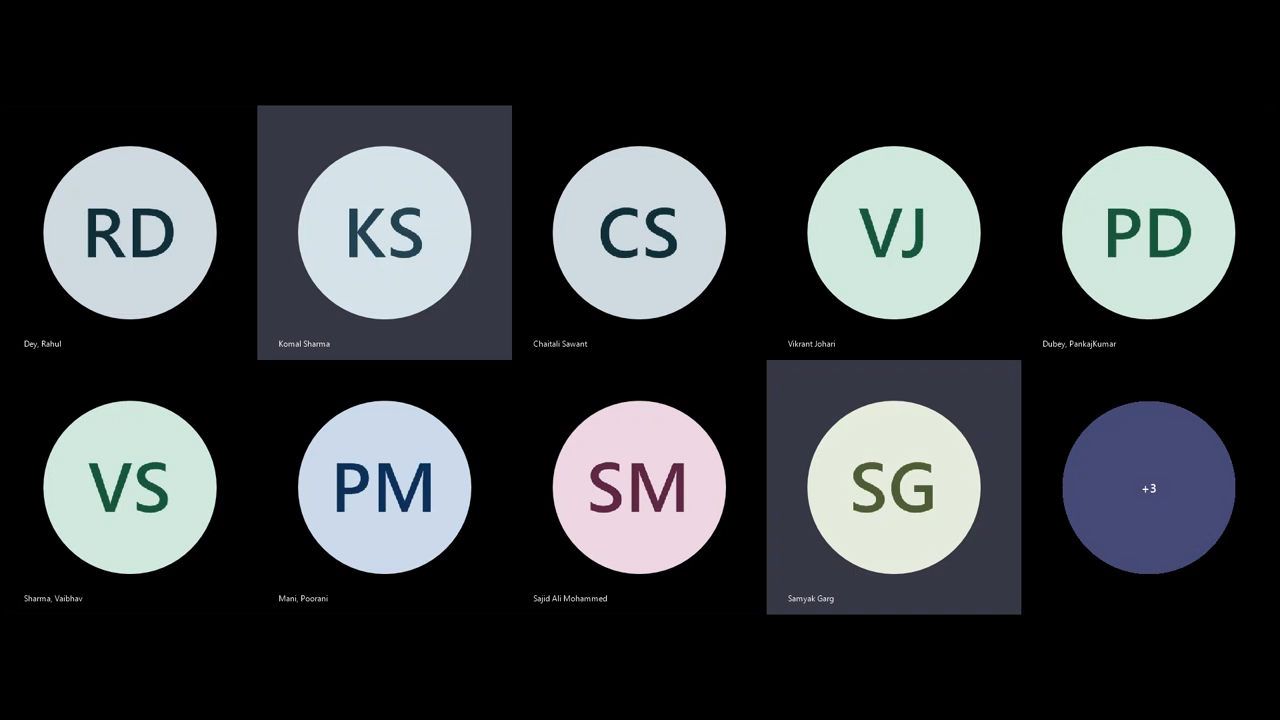 RD
KS
CS
VJ
PD
Dey, Rahul
Komal Sharma
Chaitali Sawant
Vikrant Johari
Dubey, PankajKumar
VS
PM
SM
SG
+3
Sharma, Vaibhav
Mani, Poorani
Sajid Ali Mohammed
Samyak Garg